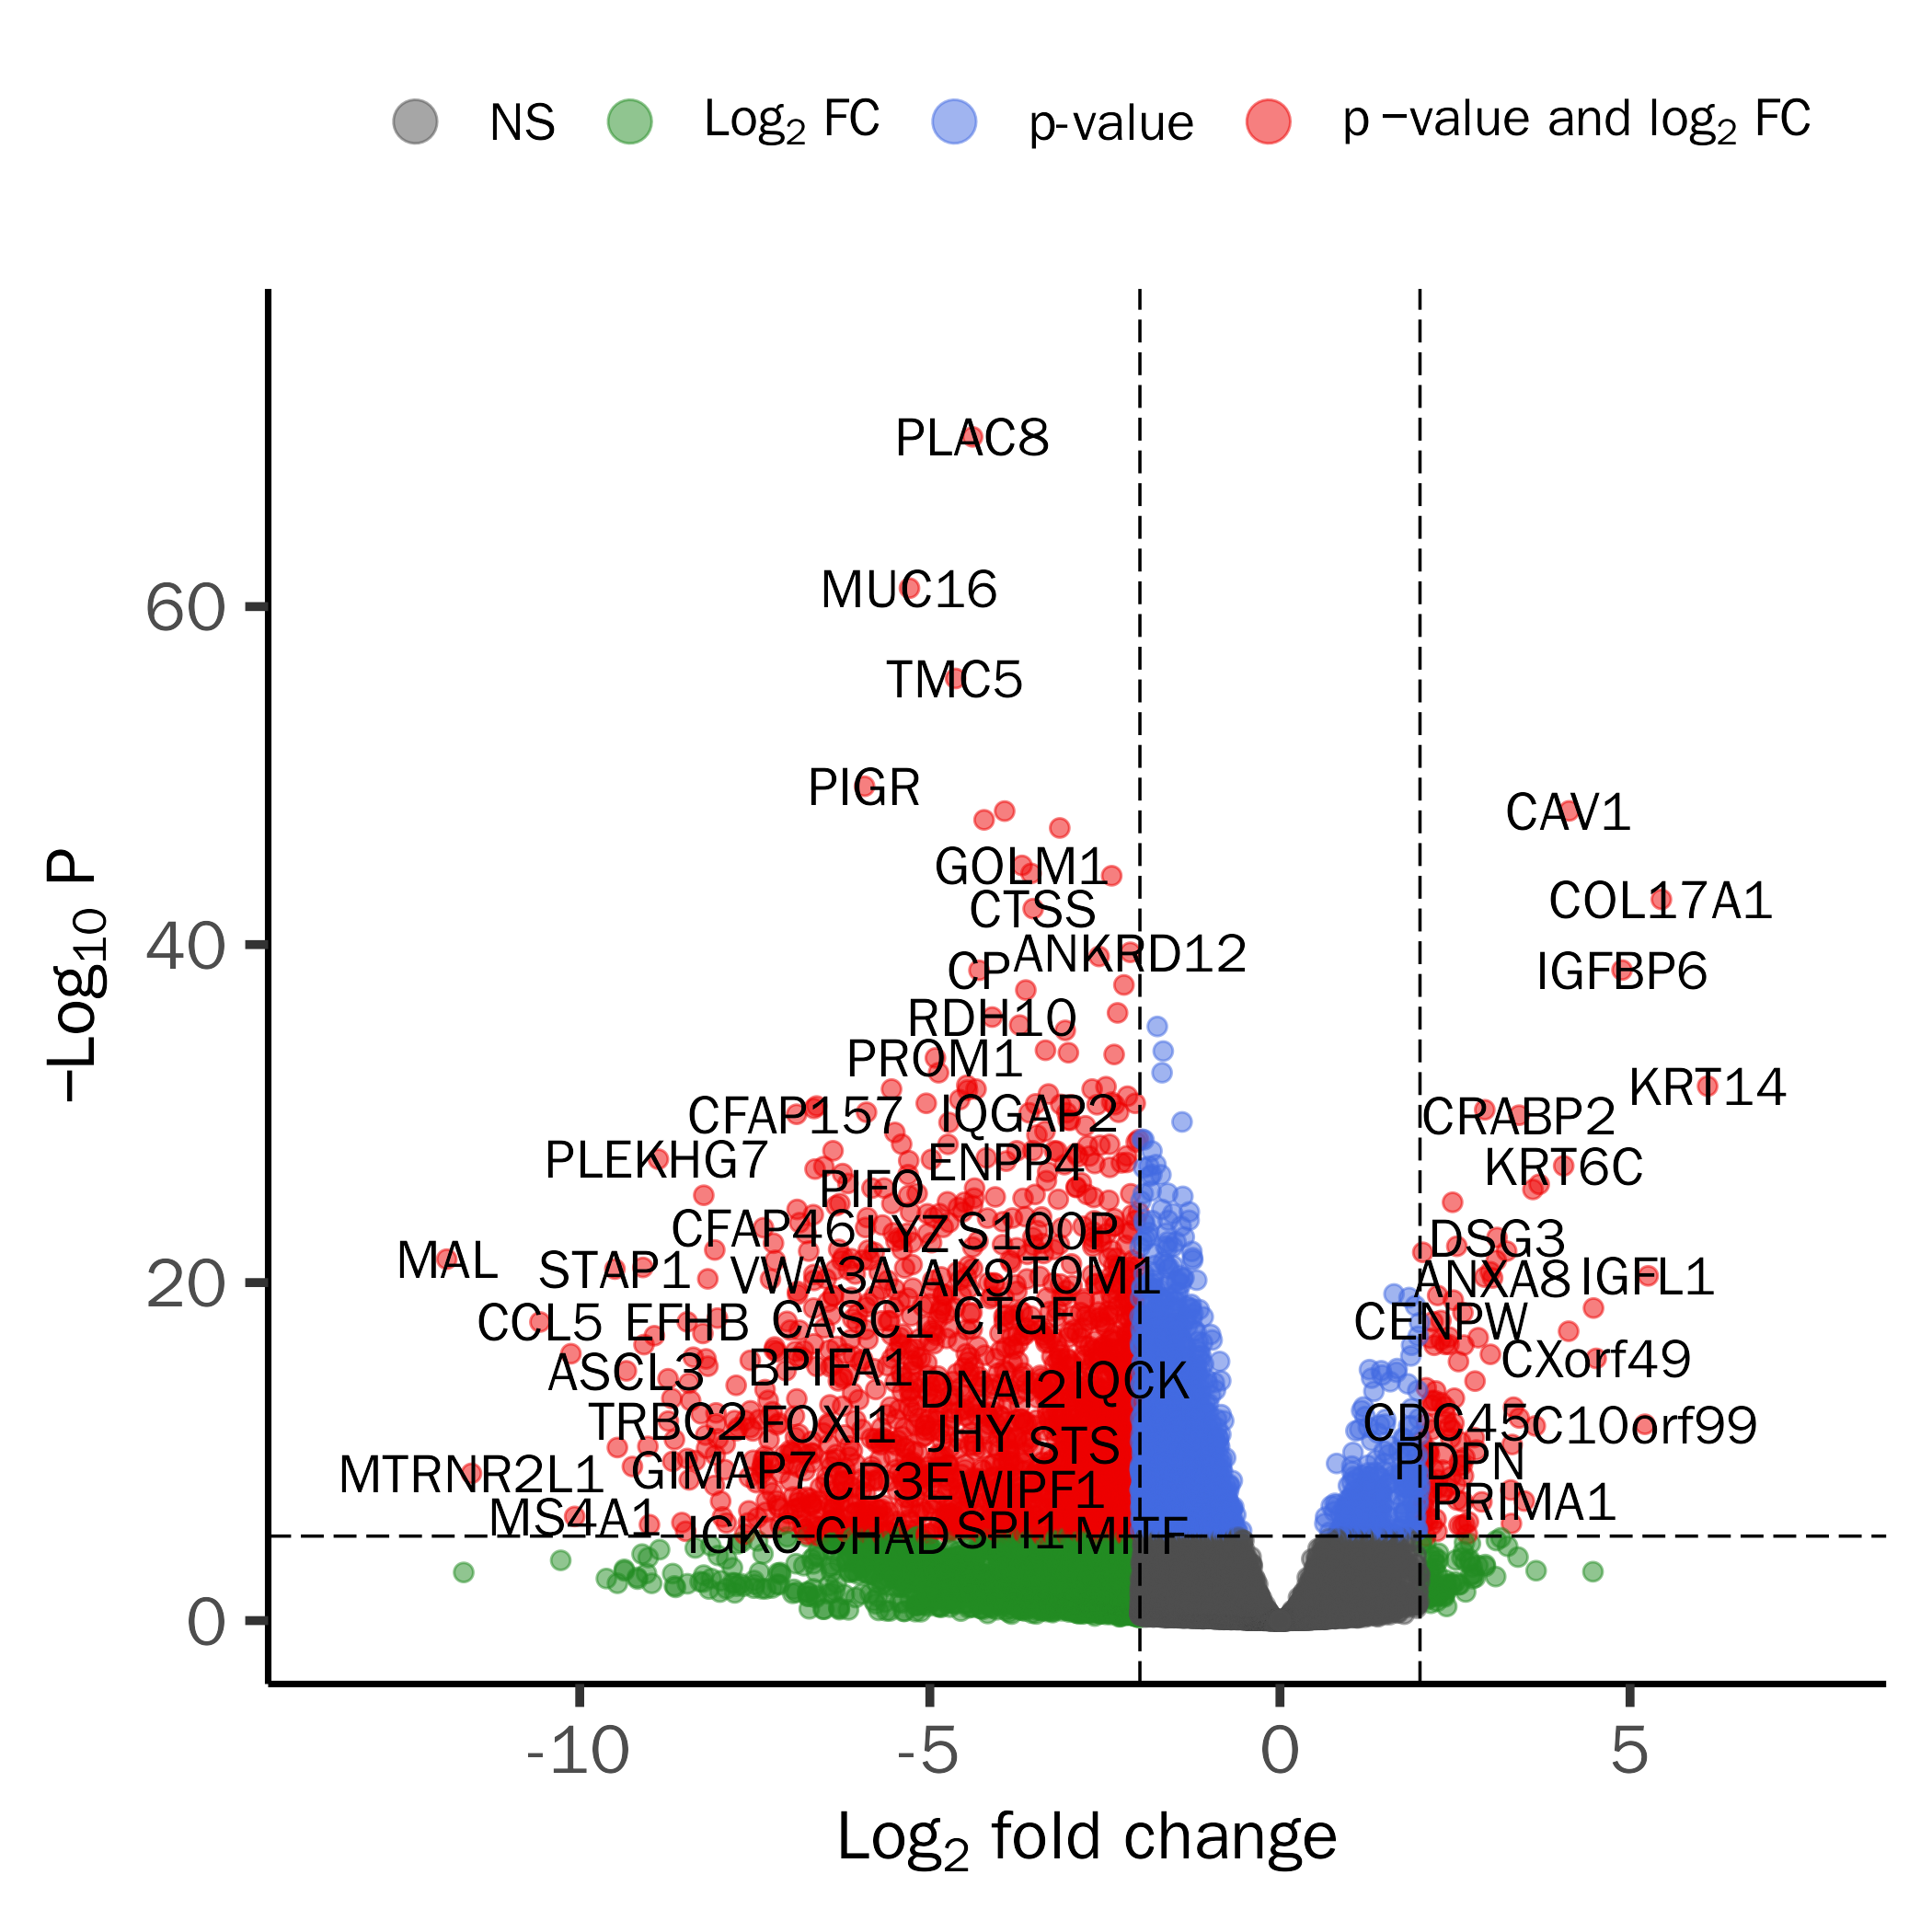 NS Log2 FC p-value p −value and log2 FC
PLAC8
MUC16
60
TMC5
PIGR
CAV1
GOLM1
COL17A1
CTSS
40
ANKRD12
CP
IGFBP6
RDH10
PROM1
KRT14
CFAP157 IQGAP2 CRABP2
PLEKHG7 ENPP4 KRT6C
PIFO
CFAP46 LYZ S100P DSG3
MAL STAP1 VWA3A AK9 TOM1 ANXA8 IGFL1
20
CCL5 EFHB CASC1 CTGF CENPW
ASCL3 BPIFA1 DNAI2 IQCK CXorf49
TRBC2 FOXI1 JHY STS CDC45 C10orf99
MTRNR2L1 GIMAP7 CD3E WIPF1 PDPN
MS4A1 IGKC CHAD SPI1 MITF PRIMA1
0
−Log10 P
-10 -5 0 5
Log2 fold change